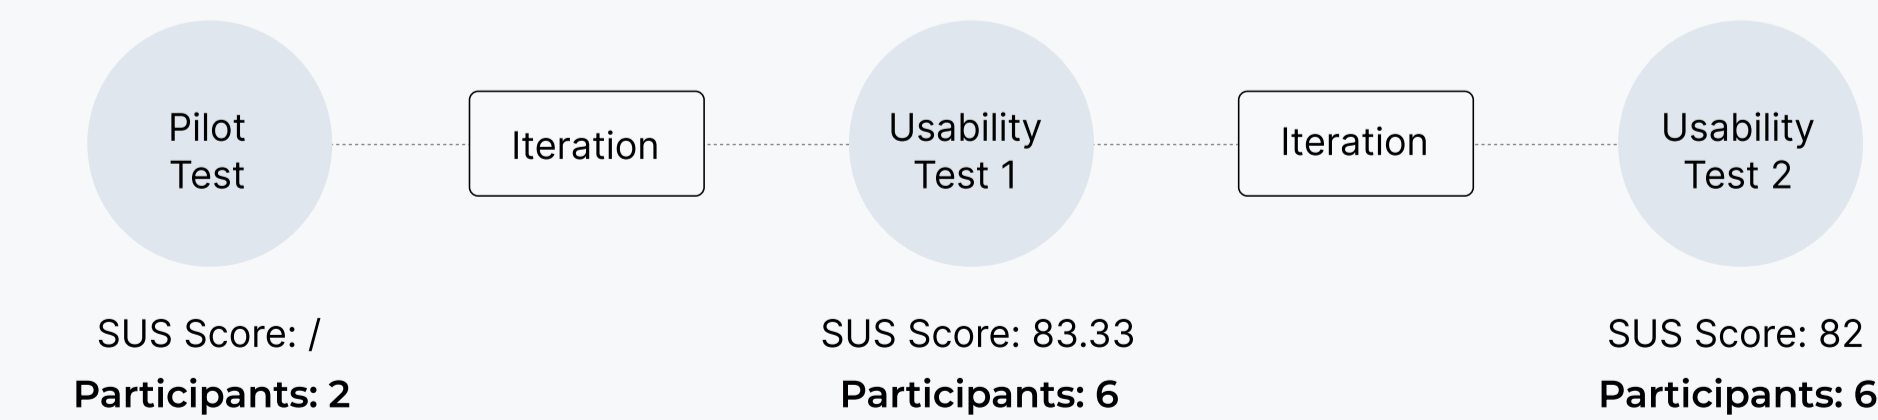 Pilot
Test
Iteration
Usability
Test 1
Iteration
Usability
Test 2
SUS Score: /
SUS Score: 83.33
SUS Score: 82
Participants: 2
Participants: 6
Participants: 6